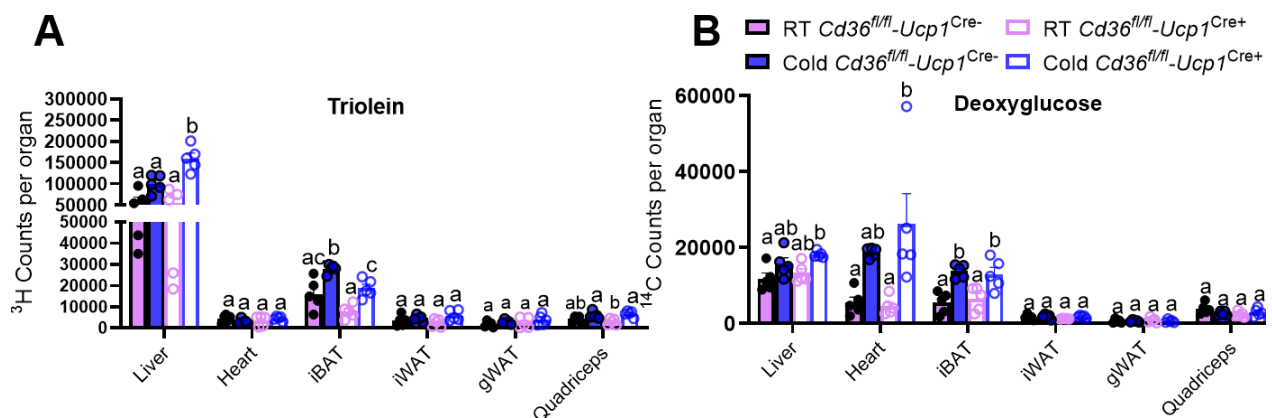 A
Triolein
³H Counts per organ
300000
250000
200000
150000
100000
50000
50000
40000
30000
20000
10000
0
a a a b
a a a a
ac b a c
a a a a
a a a a
ab a b a
Liver
Heart
iBAT
iWAT
gWAT
Quadriceps
B
RT Cd36fl/fl-Ucp1Cre- RT Cd36fl/fl-Ucp1Cre+
Cold Cd36fl/fl-Ucp1Cre- Cold Cd36fl/fl-Ucp1Cre+
Deoxyglucose
¹⁴C Counts per organ
60000
40000
20000
0
a ab ab b
a ab a b
a b a b
a a a a
a a a a
a a a a
Liver
Heart
iBAT
iWAT
gWAT
Quadriceps